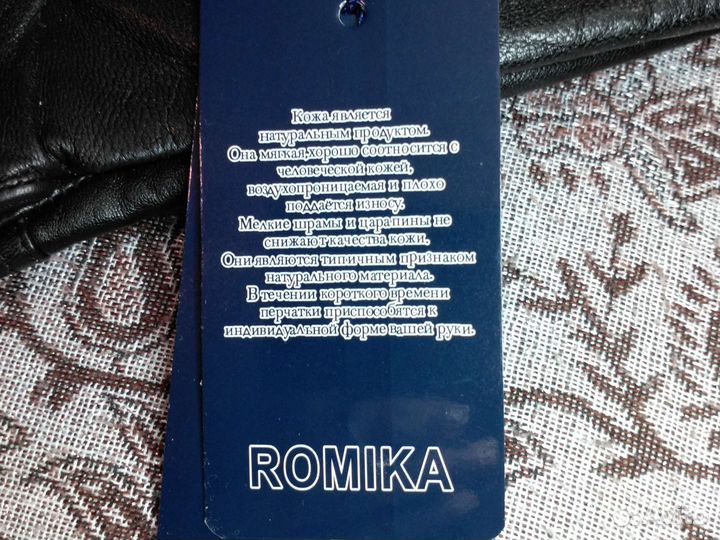 Кожа является
натуральным продуктом.
Она мягкая,хорошо соотносится с
человеческой кожей,
воздухопроницаемая и плохо
поддаётся износу.
Мелкие шрамы и царапины не
снижают качества кожи.
Они являются типичным признаком
натурального материала.
В течении короткого времени
перчатки приспособятся к
индивидуальной форме вашей руки.
ROMIKA